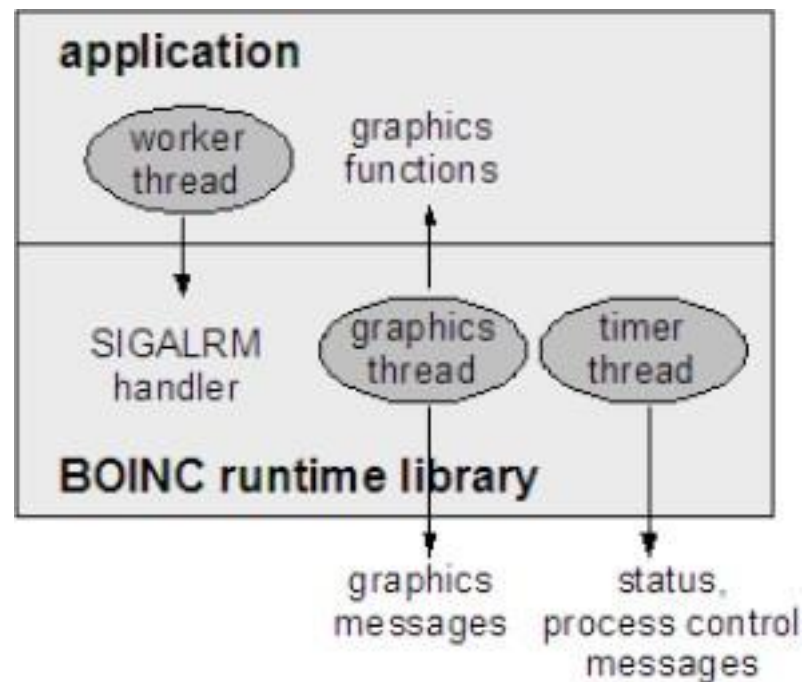 application
worker
thread
graphics
functions
SIGALRM
handler
graphics
thread
timer
thread
BOINC runtime library
graphics
messages
status,
process control
messages